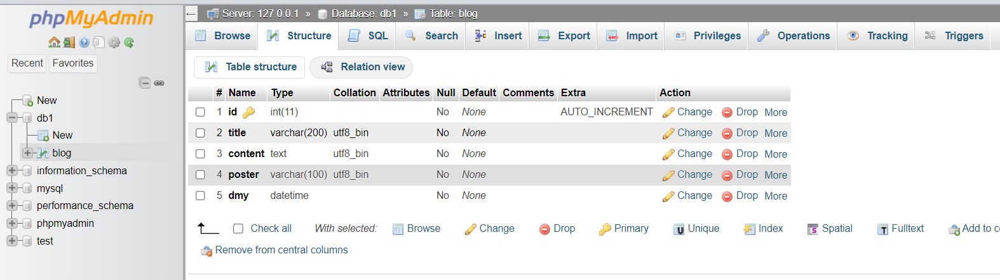 phpMyAdmin
Recent Favorites
New
db1
New
blog
information_schema
mysql
performance_schema
phpmyadmin
test
← Server: 127.0.0.1 » Database: db1 » Table: blog
Browse Structure SQL Search Insert Export Import Privileges Operations Tracking Triggers
Table structure Relation view
# Name Type Collation Attributes Null Default Comments Extra Action
1 id int(11) No None AUTO_INCREMENT Change Drop More
2 title varchar(200) utf8_bin No None Change Drop More
3 content text utf8_bin No None Change Drop More
4 poster varchar(100) utf8_bin No None Change Drop More
5 dmy datetime No None Change Drop More
Check all With selected: Browse Change Drop Primary U Unique Index S Spatial T Fulltext Add to c
Remove from central columns